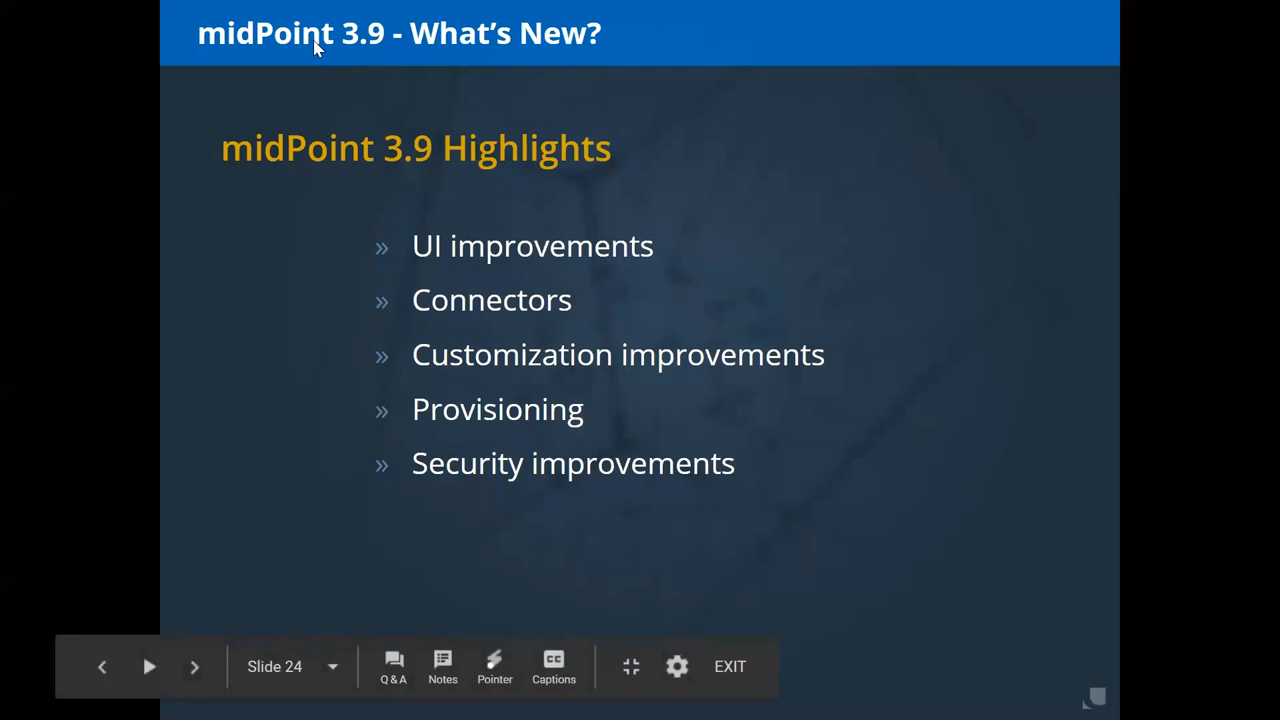 midPoint 3.9 - What's New?
midPoint 3.9 Highlights
» UI improvements
» Connectors
» Customization improvements
» Provisioning
» Security improvements
Slide 24
Q & A
Notes
Pointer
CC
Captions
EXIT